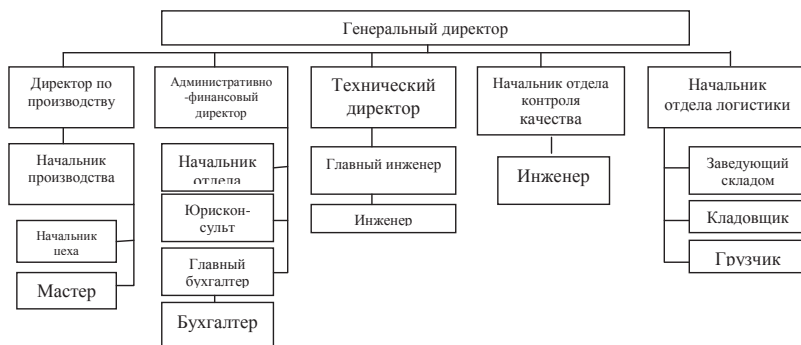 Генеральный директор
Директор по
производству
Административно
-финансовый
директор
Технический
директор
Начальник отдела
контроля
качества
Начальник
отдела логистики
Начальник
производства
Начальник
цеха
Мастер
Начальник
отдела
Юрискон-
сульт
Главный
бухгалтер
Бухгалтер
Главный инженер
Инженер
Инженер
Заведующий
складом
Кладовщик
Грузчик